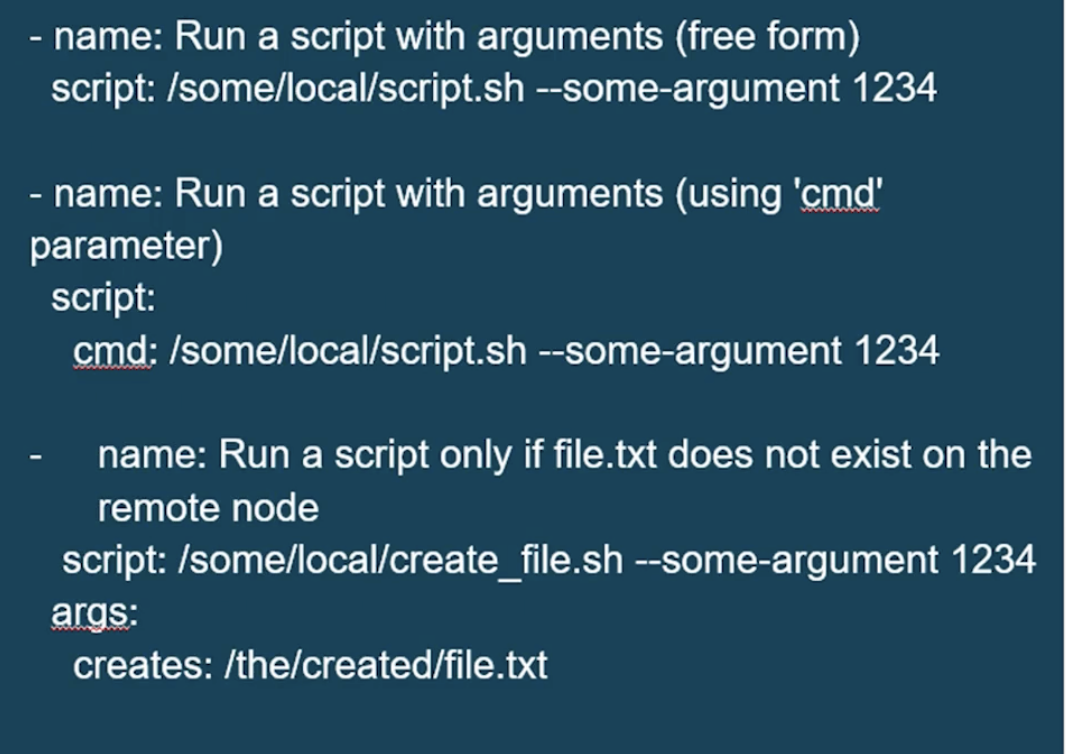 - name: Run a script with arguments (free form)
script: /some/local/script.sh --some-argument 1234
- name: Run a script with arguments (using 'cmd'
parameter)
script:
cmd: /some/local/script.sh --some-argument 1234
- name: Run a script only if file.txt does not exist on the
remote node
script: /some/local/create_file.sh --some-argument 1234
args:
creates: /the/created/file.txt